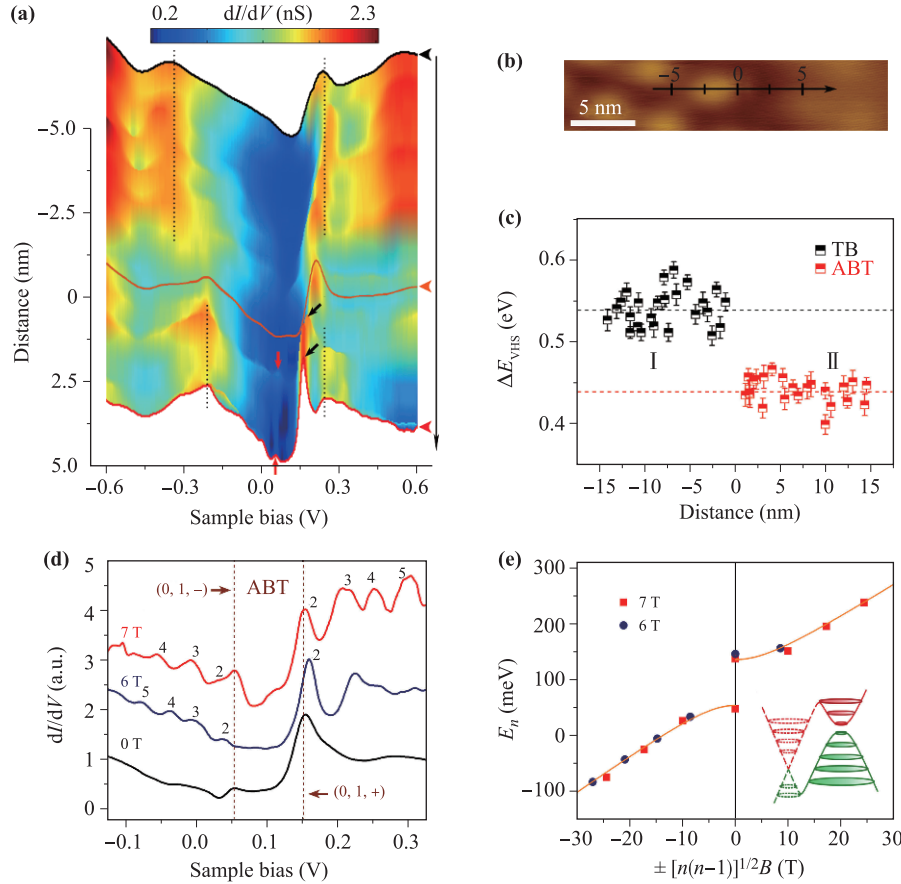 (a)
0.2 dI/dV (nS) 2.3
−5.0
−2.5
0
2.5
5.0
Distance (nm)
−0.6 −0.3 0.0 0.3 0.6
Sample bias (V)
(b)
−5 0 5
5 nm
(c)
0.6
0.5
0.4
ΔE_VHS (eV)
TB
ABT
I II
−15 −10 −5 0 5 10 15
Distance (nm)
(d)
5
4
3
2
1
0
dI/dV (a.u.)
(0, 1, −) ABT
7 T 4 3 2 2 3 4 5
6 T 5 4 3 2 2
0 T
(0, 1, +)
−0.1 0.0 0.1 0.2 0.3
Sample bias (V)
(e)
300
200
100
0
−100
E_n (meV)
7 T
6 T
−30 −20 −10 0 10 20 30
± [n(n−1)]^1/2 B (T)